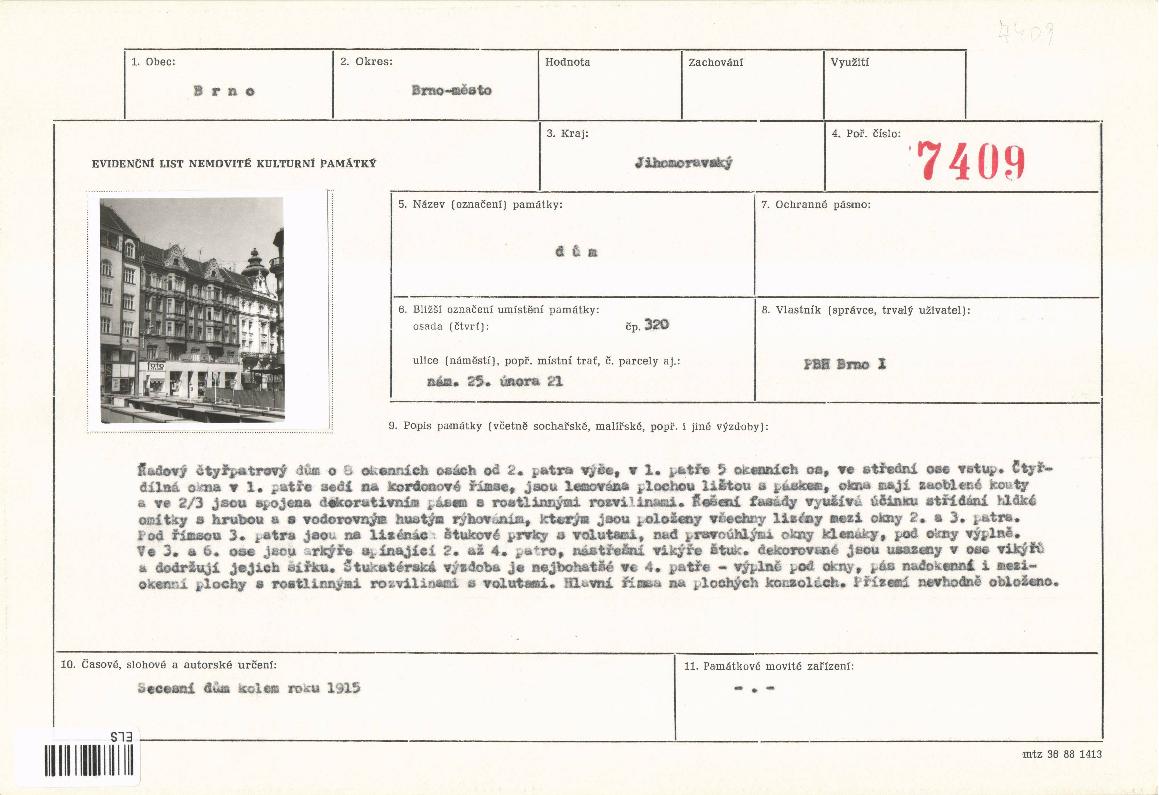 7409
1. Obec:
Brno
2. Okres:
Brno-město
Hodnota
Zachování
Využití
EVIDENČNÍ LIST NEMOVITÉ KULTURNÍ PAMÁTKY
3. Kraj:
Jihomoravský
4. Poř. číslo:
7409
5. Název (označení) památky:
dům
7. Ochranné pásmo:
6. Bližší označení umístění památky:
osada (čtvrť):
čp. 320
ulice (náměstí), popř. místní trať, č. parcely aj.:
nám. 25. února 21
8. Vlastník (správce, trvalý uživatel):
PBH Brno I
9. Popis památky (včetně sochařské, malířské, popř. i jiné výzdoby):
Řadový čtyřpatrový dům o 8 okenních osách od 2. patra výše, v 1. patře 5 okenních os, ve střední ose vstup. Čtyř-
dílná okna v 1. patře sedí na kordonové římse, jsou lemována plochou lištou s páskem, okna mají zaoblené kouty
a ve 2/3 jsou spojena dekorativním pásem s rostlinnými rozvilinami. Řešení fasády využívá účinku střídání hldké
omítky s hrubou a s vodorovným hustým rýhováním, kterým jsou položeny všechny lizény mezi okny 2. a 3. patra.
Pod římsou 3. patra jsou na lizénách štukové prvky s volutami, nad pravoúhlými okny klenáky, pod okny výplně.
Ve 3. a 6. ose jsou arkýře spínající 2. až 4. patro, nástřešní vikýře štuk. dekorované jsou usazeny v ose vikýřů
a dodržují jejich šířku. Štukatérská výzdoba je nejbohatšé ve 4. patře - výplně pod okny, pás nadokenní i mezi-
okenní plochy s rostlinnými rozvilinami s volutami. Hlavní římsa na plochých konzolách. Přízemí nevhodně obloženo.
10. Časové, slohové a autorské určení:
Secesní dům kolem roku 1915
11. Památkové movité zařízení:
- . -
ELS
mtz 36 88 1413